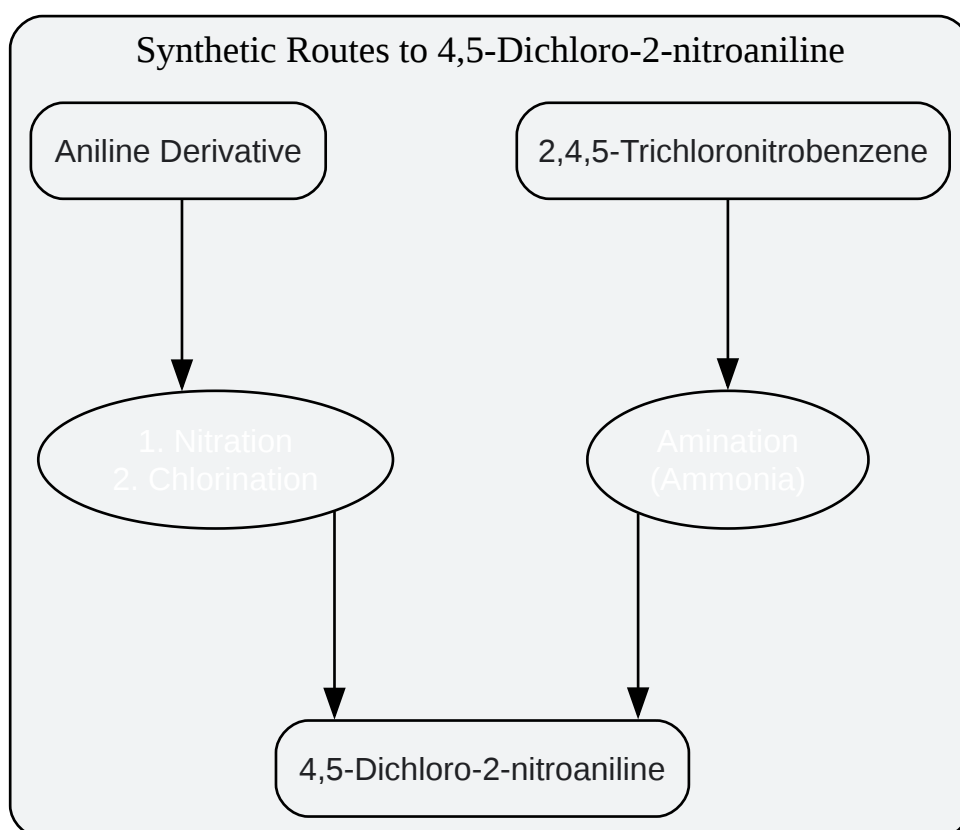 Synthetic Routes to 4,5-Dichloro-2-nitroaniline
Aniline Derivative
2,4,5-Trichloronitrobenzene
1. Nitration
2. Chlorination
Amination
(Ammonia)
4,5-Dichloro-2-nitroaniline